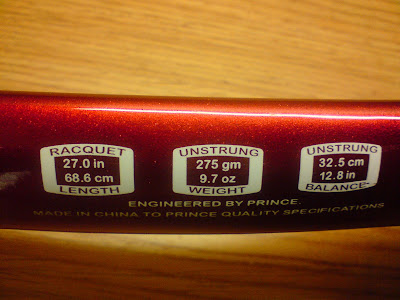 RACQUET
27.0 in
68.6 cm
LENGTH
UNSTRUNG
275 gm
9.7 oz
WEIGHT
UNSTRUNG
32.5 cm
12.8 in
BALANCE
ENGINEERED BY PRINCE.
MADE IN CHINA TO PRINCE QUALITY SPECIFICATIONS